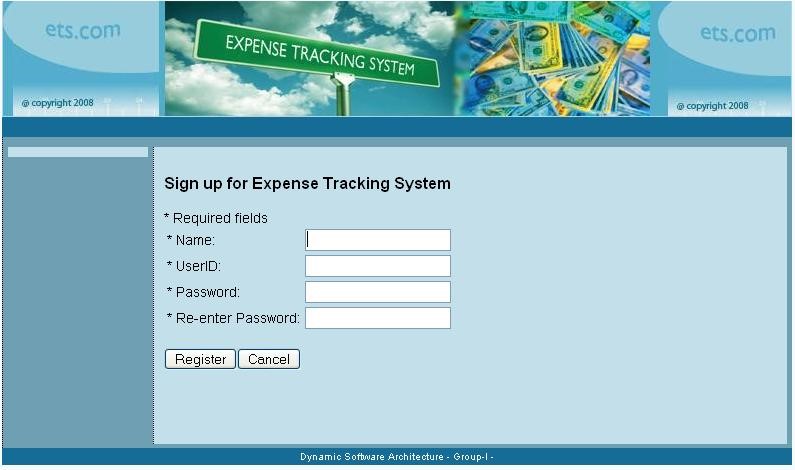 ets.com
EXPENSE TRACKING SYSTEM
ets.com
@ copyright 2008
@ copyright 2008
Sign up for Expense Tracking System
* Required fields
* Name:
* UserID:
* Password:
* Re-enter Password:
Register Cancel
Dynamic Software Architecture - Group-I -